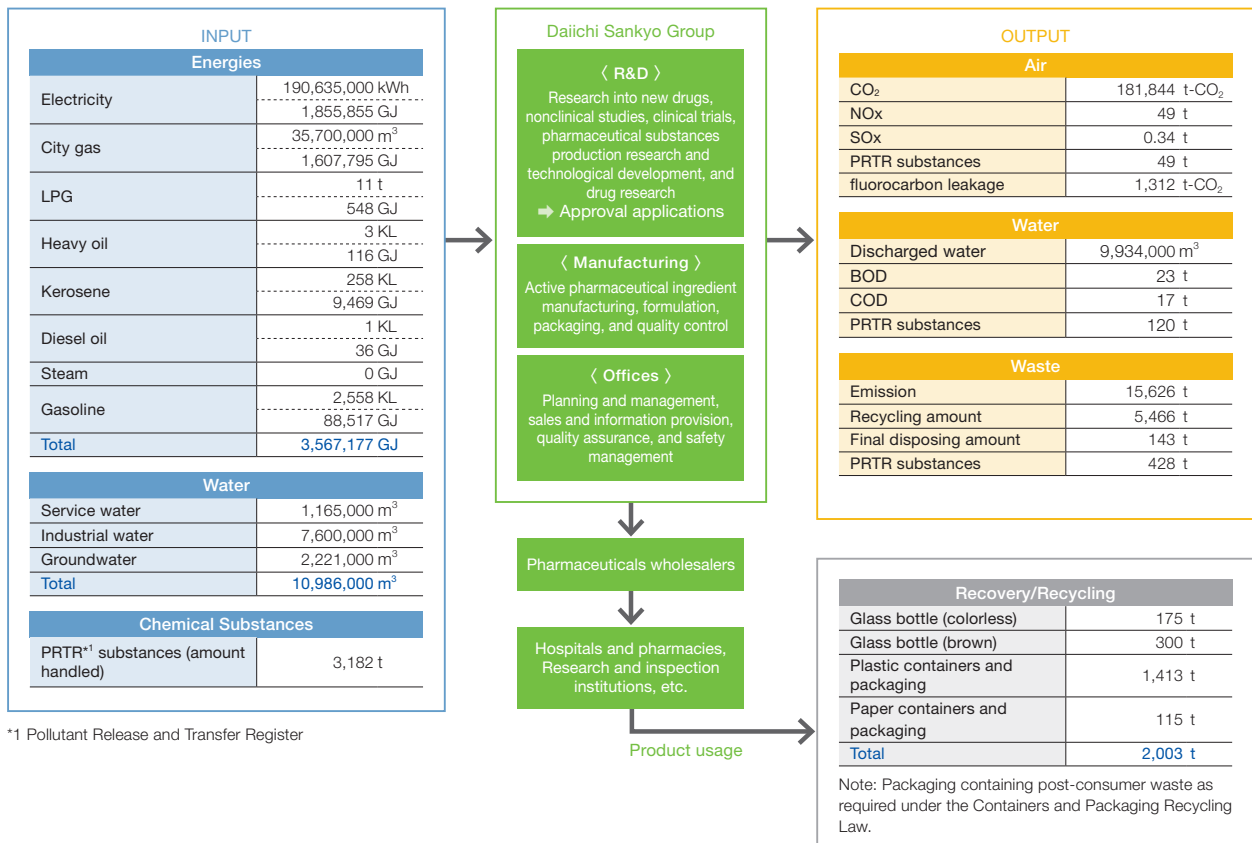 INPUT
Energies
Electricity
190,635,000 kWh
1,855,855 GJ
City gas
35,700,000 m³
1,607,795 GJ
LPG
11 t
548 GJ
Heavy oil
3 KL
116 GJ
Kerosene
258 KL
9,469 GJ
Diesel oil
1 KL
36 GJ
Steam 0 GJ
Gasoline
2,558 KL
88,517 GJ
Total 3,567,177 GJ
Water
Service water 1,165,000 m³
Industrial water 7,600,000 m³
Groundwater 2,221,000 m³
Total 10,986,000 m³
Chemical Substances
PRTR*¹ substances (amount
handled)
3,182 t
*1 Pollutant Release and Transfer Register
Daiichi Sankyo Group
〈 R&D 〉
Research into new drugs,
nonclinical studies, clinical trials,
pharmaceutical substances
production research and
technological development, and
drug research
➡ Approval applications
〈 Manufacturing 〉
Active pharmaceutical ingredient
manufacturing, formulation,
packaging, and quality control
〈 Offices 〉
Planning and management,
sales and information provision,
quality assurance, and safety
management
Pharmaceuticals wholesalers
Hospitals and pharmacies,
Research and inspection
institutions, etc.
Product usage
OUTPUT
Air
CO₂ 181,844 t-CO₂
NOx 49 t
SOx 0.34 t
PRTR substances 49 t
fluorocarbon leakage 1,312 t-CO₂
Water
Discharged water 9,934,000 m³
BOD 23 t
COD 17 t
PRTR substances 120 t
Waste
Emission 15,626 t
Recycling amount 5,466 t
Final disposing amount 143 t
PRTR substances 428 t
Recovery/Recycling
Glass bottle (colorless) 175 t
Glass bottle (brown) 300 t
Plastic containers and
packaging
1,413 t
Paper containers and
packaging
115 t
Total 2,003 t
Note: Packaging containing post-consumer waste as
required under the Containers and Packaging Recycling
Law.